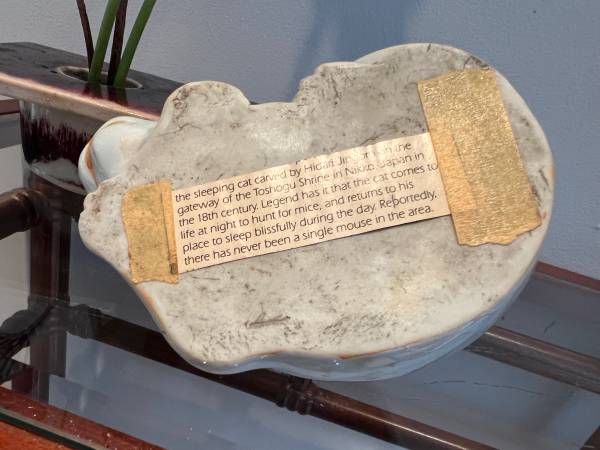 the sleeping cat carved by Hidari Jingoro in the
gateway of the Toshogu Shrine in Nikko, Japan in
the 18th century. Legend has it that the cat comes to
life at night to hunt for mice, and returns to his
place to sleep blissfully during the day. Reportedly,
there has never been a single mouse in the area.